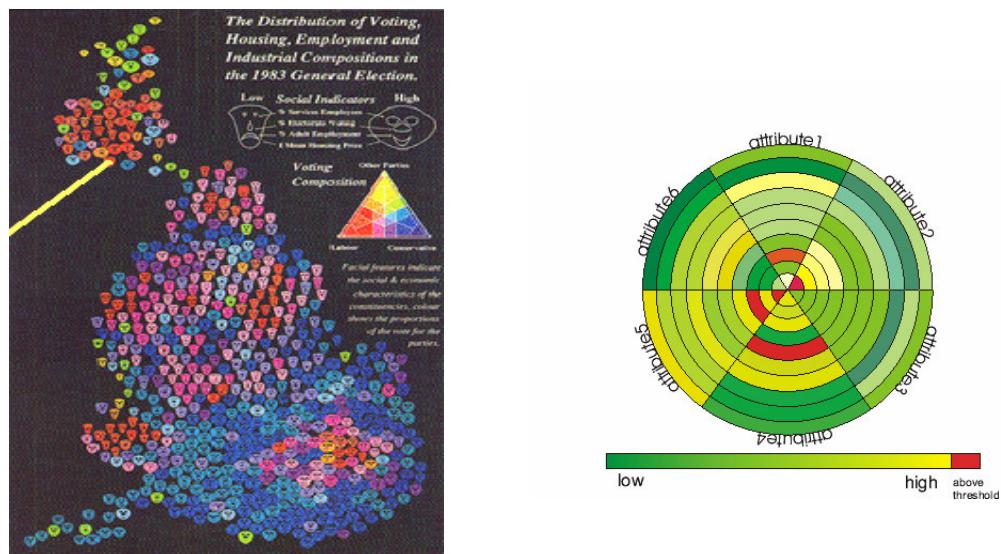 The Distribution of Voting,
Housing, Employment and
Industrial Compositions in
the 1983 General Election.
Low Social Indicators High
% Services Employees
% Electorate Voting
% Adult Employment
£ Mean Housing Price
Voting
Composition
Other Parties
Labour Conservative
Facial features indicate
the social & economic
characteristics of the
constituencies, colour
shows the proportions
of the vote for the
parties.
attribute1
attribute2
attribute3
attribute4
attribute5
attribute6
low
high
above
threshold